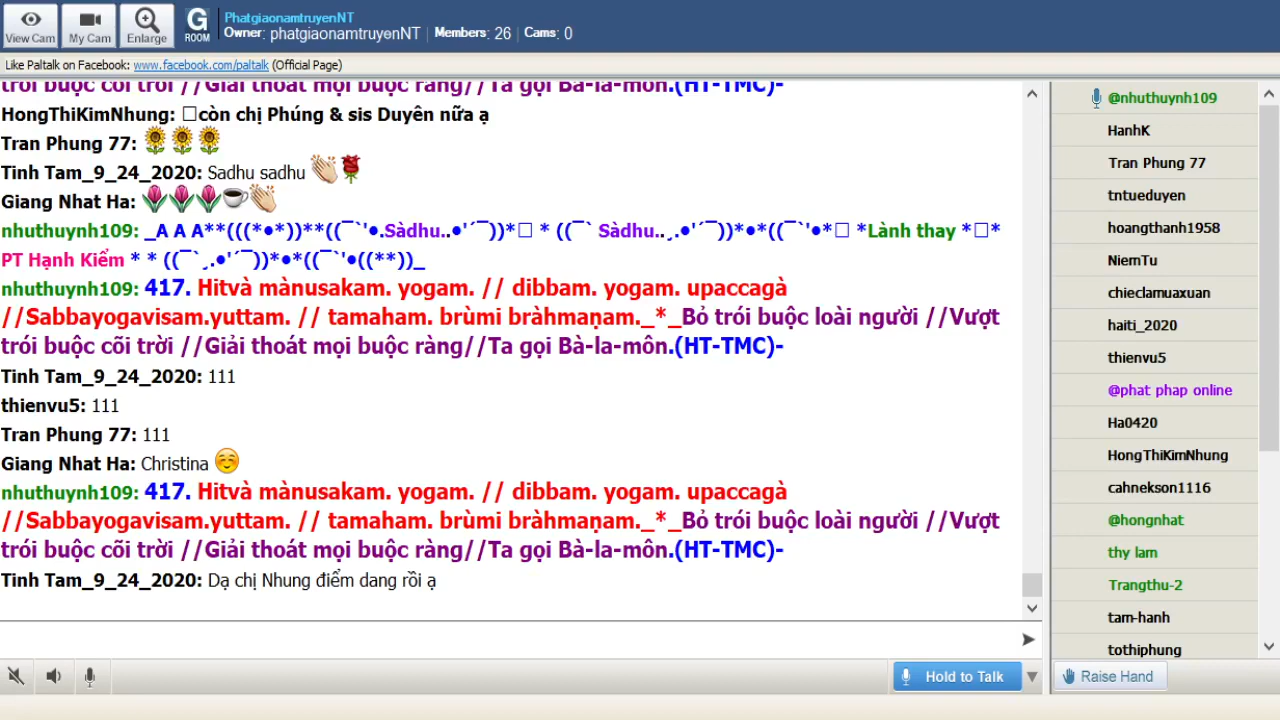 View Cam
My Cam
Enlarge
G
ROOM
PhatgiaonamtruyenNT
Owner: phatgiaonamtruyenNT | Members: 26 | Cams: 0
Like Paltalk on Facebook: www.facebook.com/paltalk (Official Page)
trói buộc cõi trời //Giải thoát mọi buộc ràng//Ta gọi Bà-la-môn.(HT-TMC)-
HongThiKimNhung: còn chị Phúng & sis Duyên nữa ạ
Tran Phung 77:
Tinh Tam_9_24_2020: Sadhu sadhu
Giang Nhat Ha:
nhuthuynh109: _A A A**(((*•*))**((¯`'•.Sàdhu..•'´¯))*□ * ((¯` Sàdhu..¸.•'´¯))*•*((¯`'•*□ *Lành thay *□*
PT Hạnh Kiểm * * ((¯`¸.•'´¯))*•*((¯`'•((**))_
nhuthuynh109: 417. Hitvà mànusakam. yogam. // dibbam. yogam. upaccagà
//Sabbayogavisam.yuttam. // tamaham. brùmi bràhmaṇam._*_Bỏ trói buộc loài người //Vượt
trói buộc cõi trời //Giải thoát mọi buộc ràng//Ta gọi Bà-la-môn.(HT-TMC)-
Tinh Tam_9_24_2020: 111
thienvu5: 111
Tran Phung 77: 111
Giang Nhat Ha: Christina
nhuthuynh109: 417. Hitvà mànusakam. yogam. // dibbam. yogam. upaccagà
//Sabbayogavisam.yuttam. // tamaham. brùmi bràhmaṇam._*_Bỏ trói buộc loài người //Vượt
trói buộc cõi trời //Giải thoát mọi buộc ràng//Ta gọi Bà-la-môn.(HT-TMC)-
Tinh Tam_9_24_2020: Dạ chị Nhung điểm dang rồi ạ
@nhuthuynh109
HanhK
Tran Phung 77
tntueduyen
hoangthanh1958
NiemTu
chieclamuaxuan
haiti_2020
thienvu5
@phat phap online
Ha0420
HongThiKimNhung
cahnekson1116
@hongnhat
thy lam
Trangthu-2
tam-hanh
tothiphung
Hold to Talk
Raise Hand